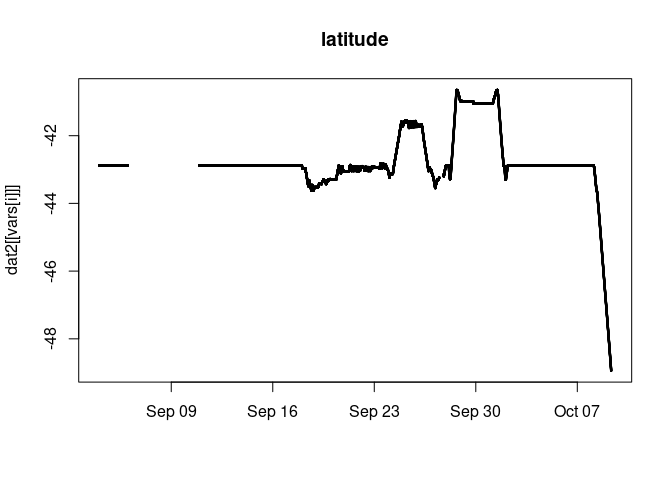 latitude
dat2[[vars[i]]]
-42
-44
-46
-48
Sep 09
Sep 16
Sep 23
Sep 30
Oct 07